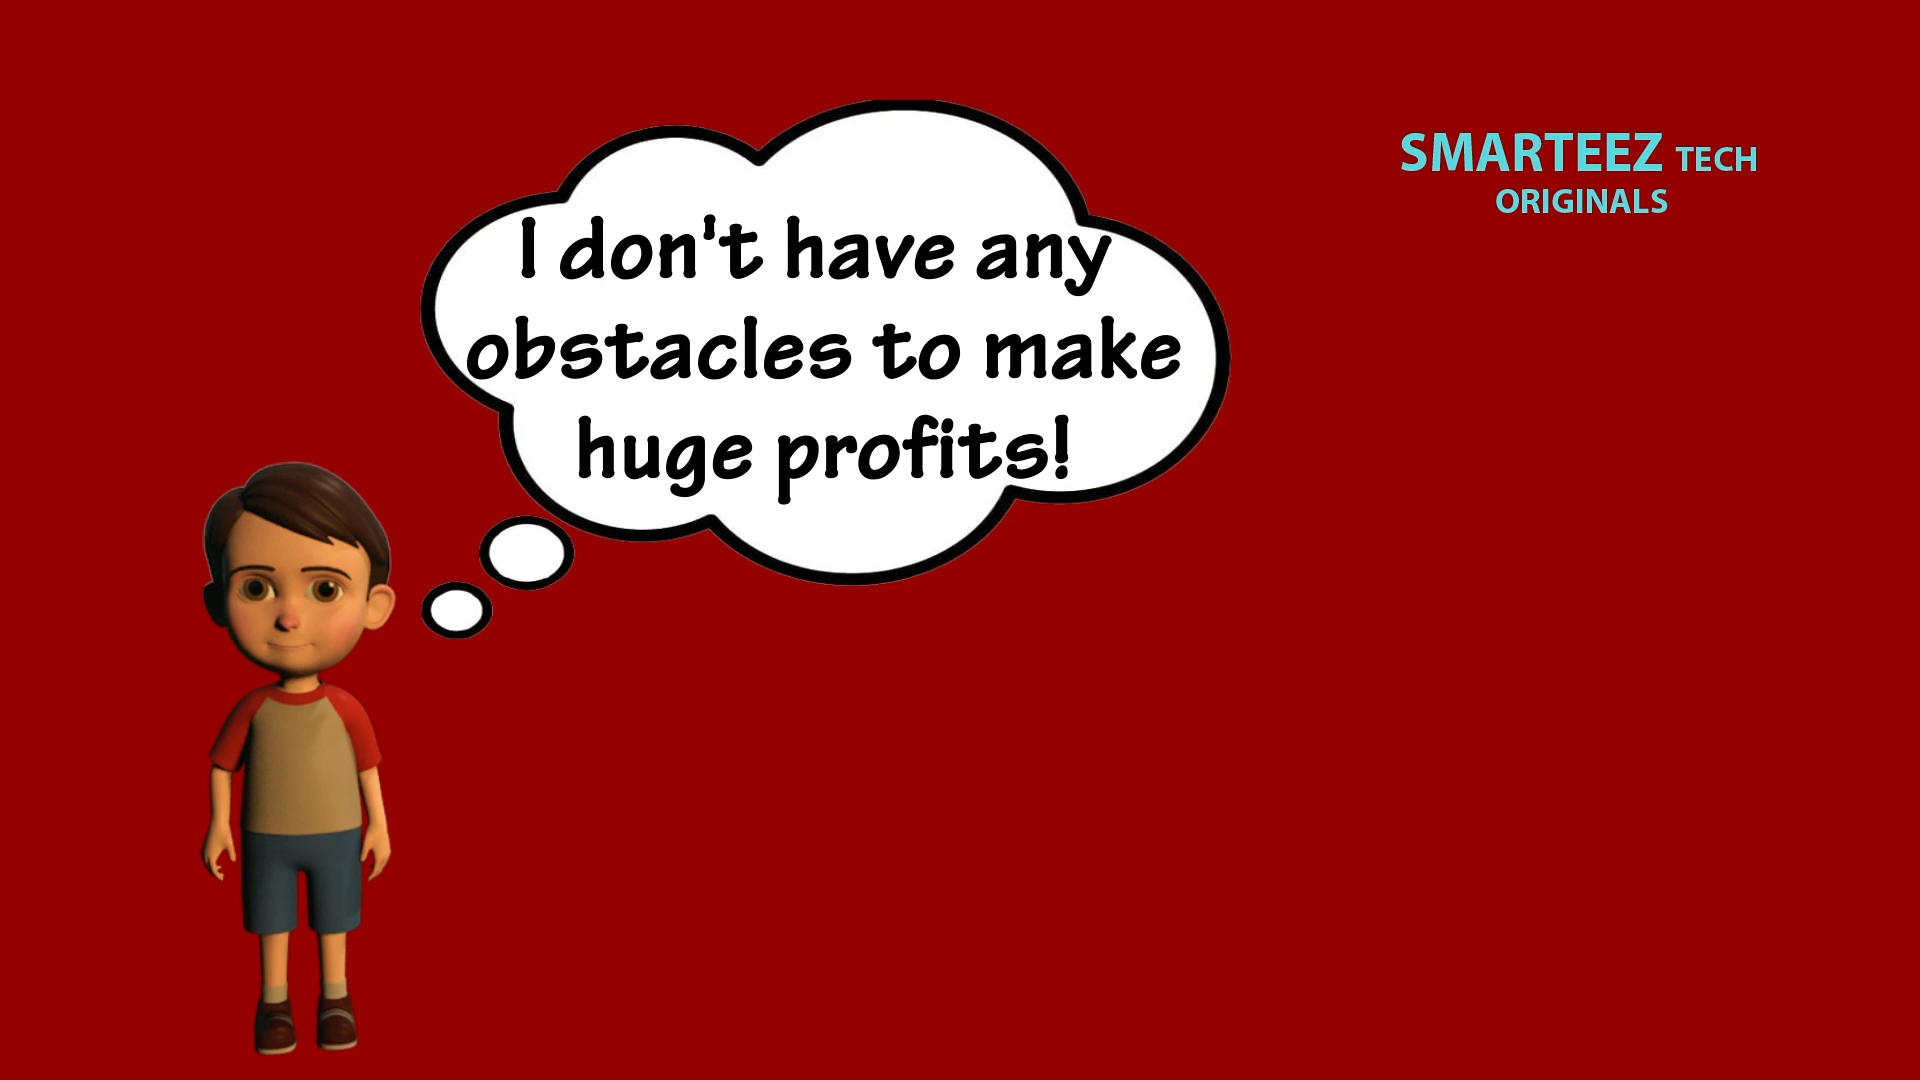 I don't have any
obstacles to make
huge profits!
SMARTEEZ TECH
ORIGINALS